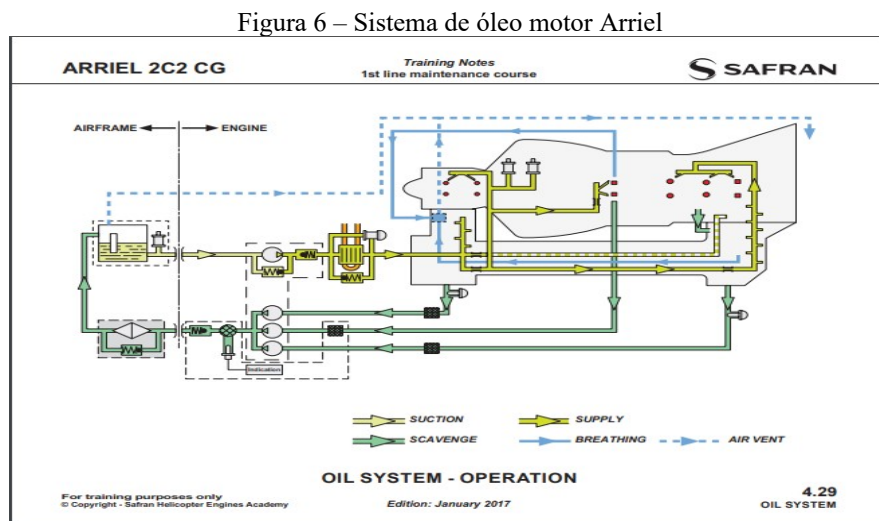 Figura 6 – Sistema de óleo motor Arriel
ARRIEL 2C2 CG
Training Notes
1st line maintenance course
SAFRAN
AIRFRAME
ENGINE
Indication
SUCTION
SUPPLY
SCAVENGE
BREATHING
AIR VENT
OIL SYSTEM - OPERATION
For training purposes only
© Copyright - Safran Helicopter Engines Academy
Edition: January 2017
4.29
OIL SYSTEM